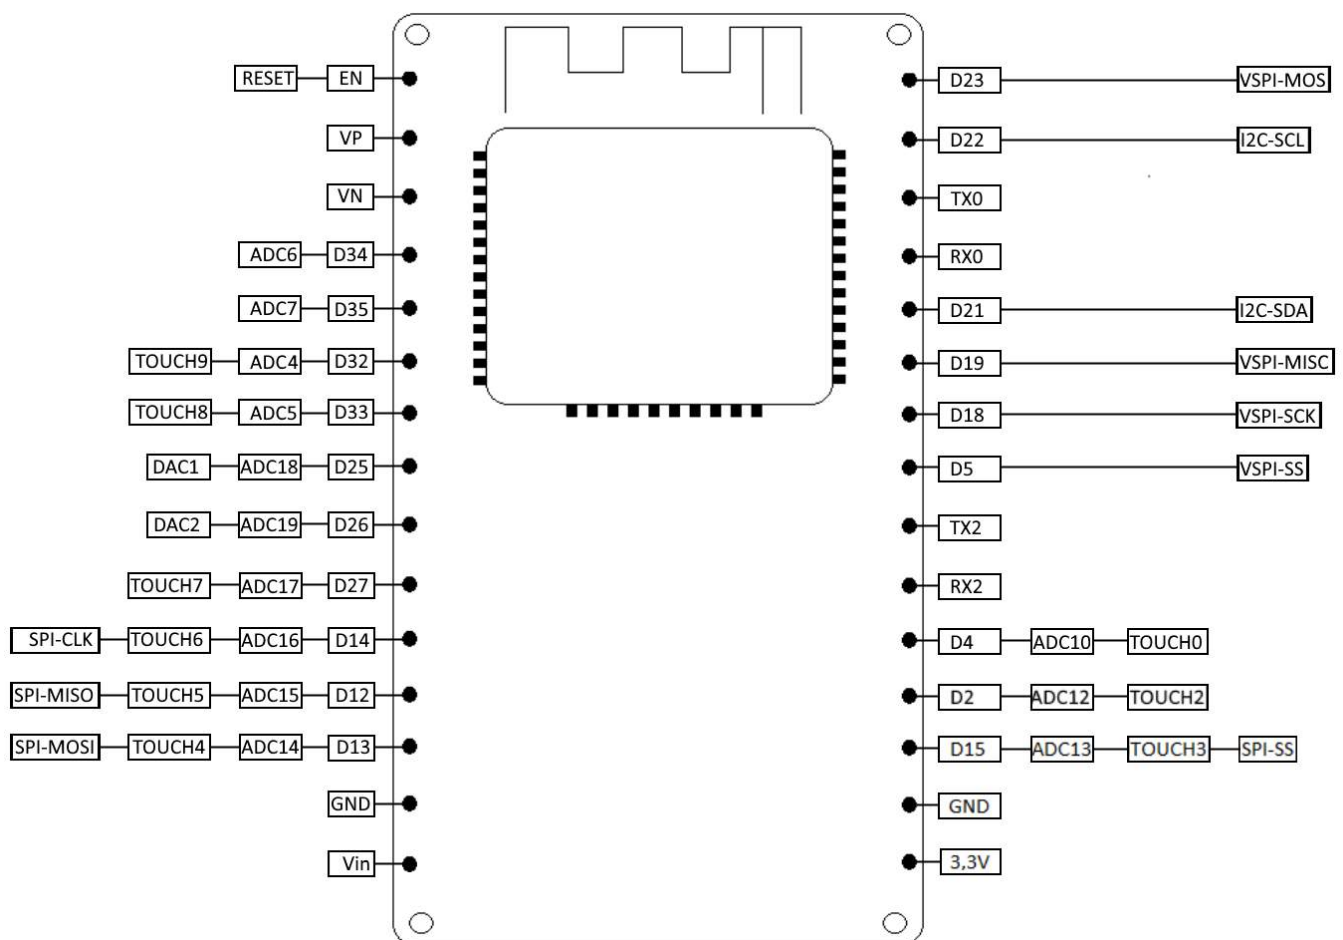 RESET EN D23 VSPI-MOS
VP D22 I2C-SCL
VN TX0
ADC6 D34 RX0
ADC7 D35 D21 I2C-SDA
TOUCH9 ADC4 D32 D19 VSPI-MISC
TOUCH8 ADC5 D33 D18 VSPI-SCK
DAC1 ADC18 D25 D5 VSPI-SS
DAC2 ADC19 D26 TX2
TOUCH7 ADC17 D27 RX2
SPI-CLK TOUCH6 ADC16 D14 D4 ADC10 TOUCH0
SPI-MISO TOUCH5 ADC15 D12 D2 ADC12 TOUCH2
SPI-MOSI TOUCH4 ADC14 D13 D15 ADC13 TOUCH3 SPI-SS
GND GND
Vin 3,3V